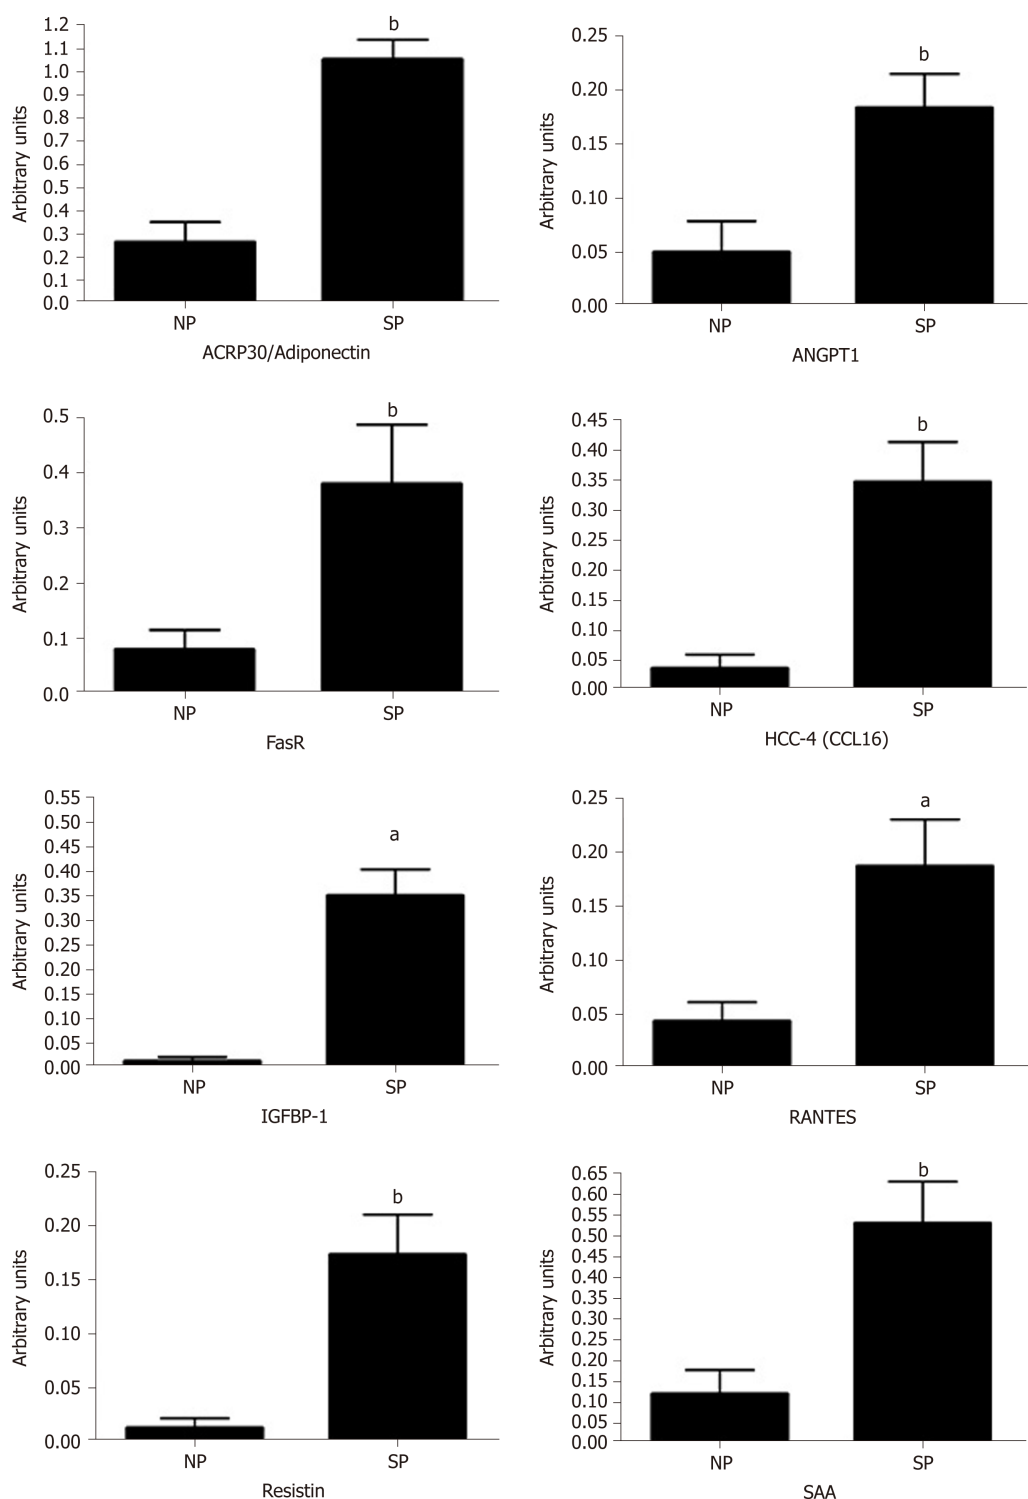 1.2
1.1
1.0
0.9
0.8
0.7
0.6
0.5
0.4
0.3
0.2
0.1
0.0
Arbitrary units
b
NP SP
ACRP30/Adiponectin
0.25
0.20
0.15
0.10
0.05
0.00
Arbitrary units
b
NP SP
ANGPT1
0.5
0.4
0.3
0.2
0.1
0.0
Arbitrary units
b
NP SP
FasR
0.45
0.40
0.35
0.30
0.25
0.20
0.15
0.10
0.05
0.00
Arbitrary units
b
NP SP
HCC-4 (CCL16)
0.55
0.50
0.45
0.40
0.35
0.30
0.25
0.20
0.15
0.10
0.05
0.00
Arbitrary units
a
NP SP
IGFBP-1
0.25
0.20
0.15
0.10
0.05
0.00
Arbitrary units
a
NP SP
RANTES
0.25
0.20
0.15
0.10
0.05
0.00
Arbitrary units
b
NP SP
Resistin
0.65
0.60
0.55
0.50
0.45
0.40
0.35
0.30
0.25
0.20
0.15
0.10
0.05
0.00
Arbitrary units
b
NP SP
SAA